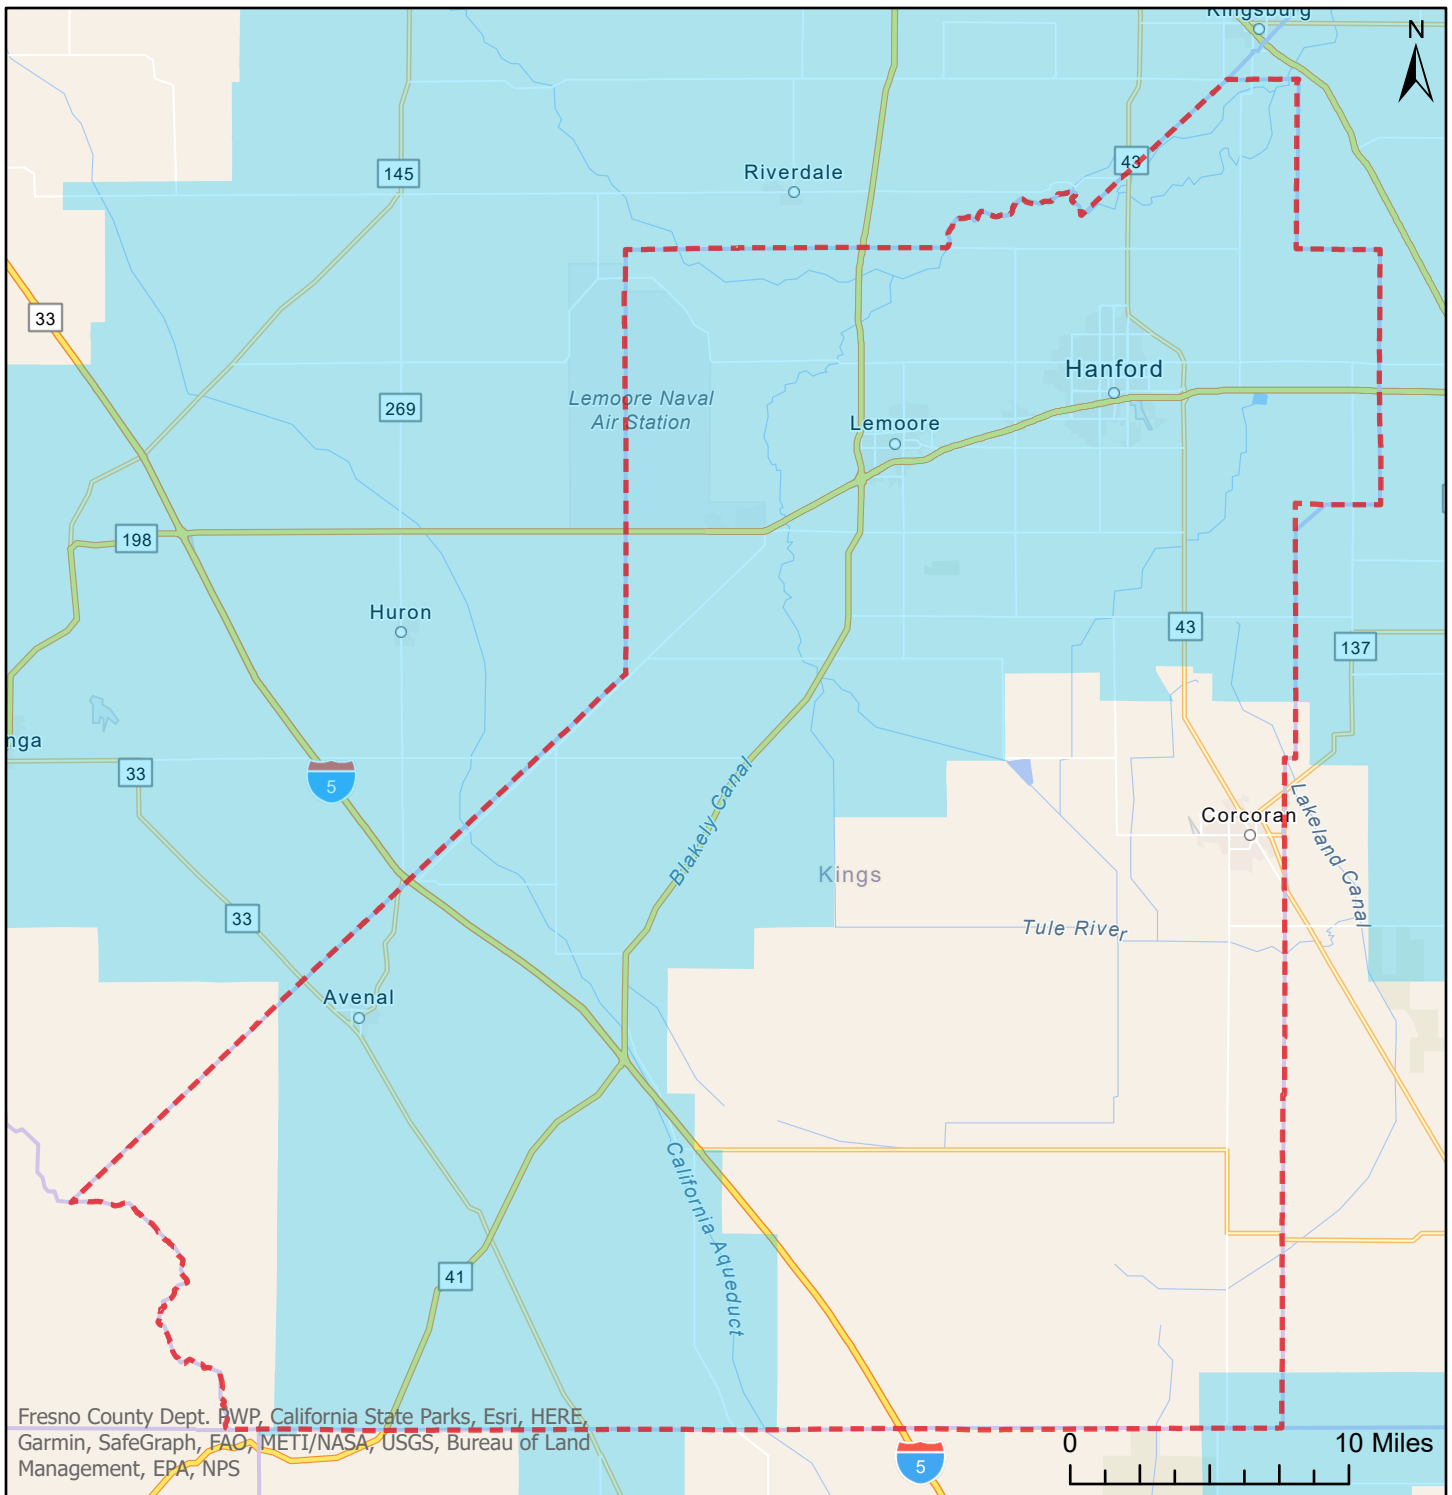 Kingsburg
N
43
145
Riverdale
33
Hanford
269
Lemoore Naval
Air Station
Lemoore
198
Huron
43
137
nga
33
5
Blakely Canal
Corcoran
Lakeland Canal
Kings
33
Tule River
Avenal
California Aqueduct
41
Fresno County Dept. PWP, California State Parks, Esri, HERE,
Garmin, SafeGraph, FAO, METI/NASA, USGS, Bureau of Land
Management, EPA, NPS
5
0 10 Miles